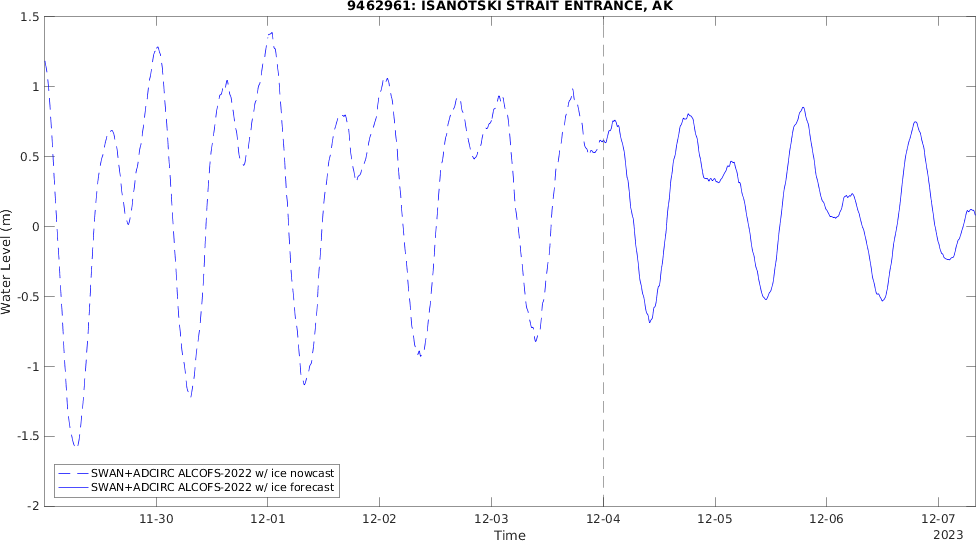 9462961: ISANOTSKI STRAIT ENTRANCE, AK
1.5
1
0.5
0
-0.5
-1
-1.5
-2
Water Level (m)
SWAN+ADCIRC ALCOFS-2022 w/ ice nowcast
SWAN+ADCIRC ALCOFS-2022 w/ ice forecast
11-30 12-01 12-02 12-03 12-04 12-05 12-06 12-07
Time 2023